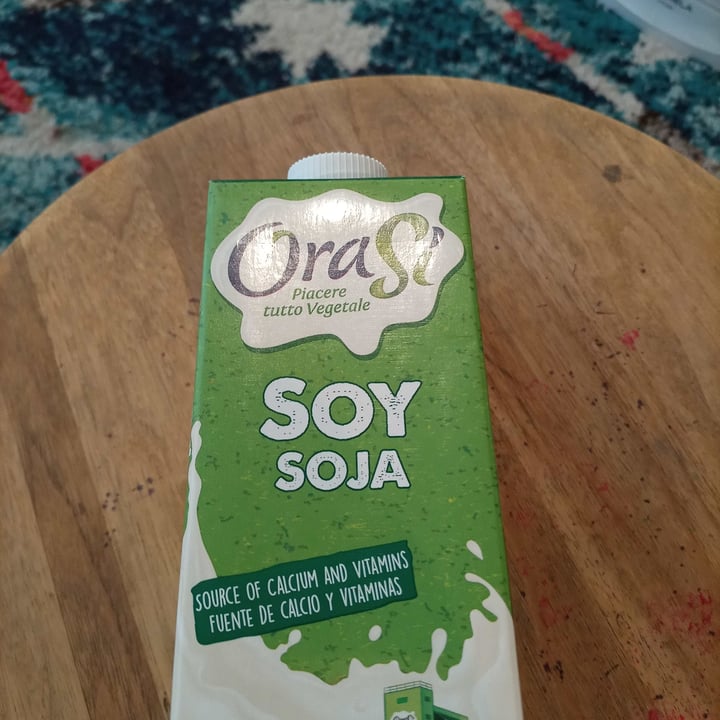 OraSì
Piacere
tutto Vegetale
SOY
SOJA
SOURCE OF CALCIUM AND VITAMINS
FUENTE DE CALCIO Y VITAMINAS